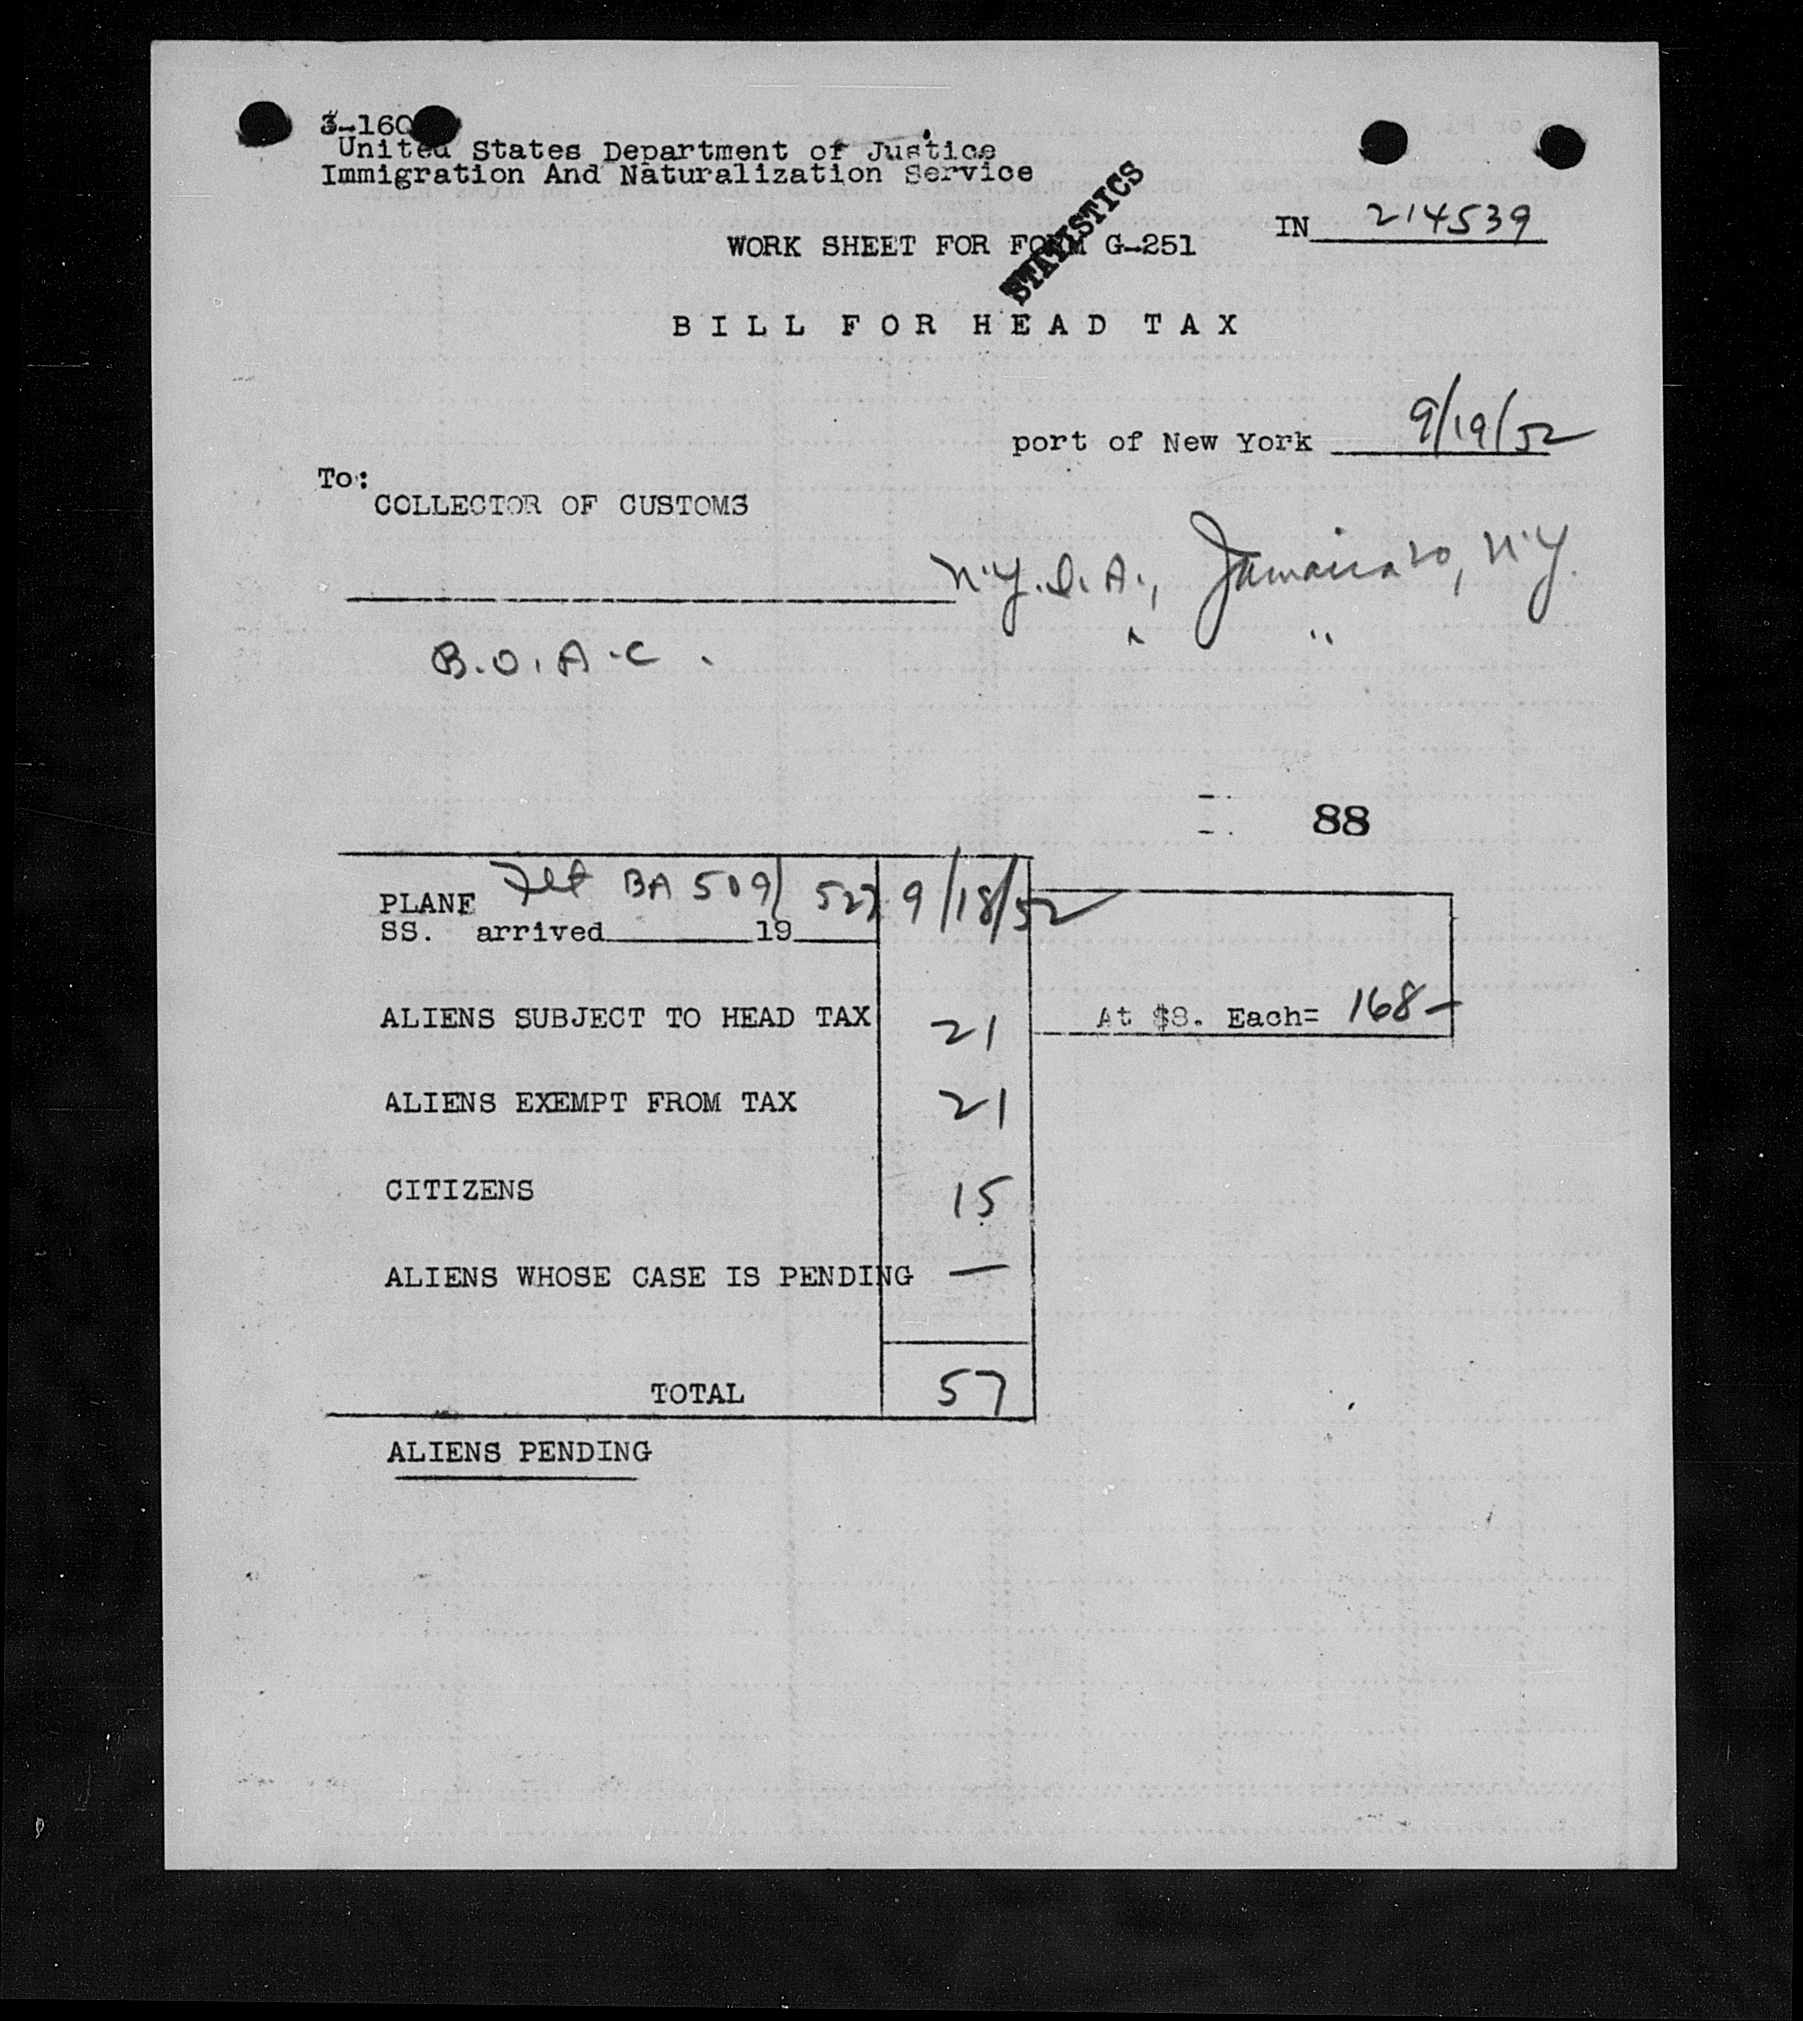 3-160
United States Department of Justice
Immigration And Naturalization Service
STATISTICS
IN 214539
WORK SHEET FOR FORM G-251
BILL FOR HEAD TAX
port of New York 9/19/52
To:
COLLECTOR OF CUSTOMS
N.Y.I.A., Jamaica 20, N.Y.
" "
B.O.A.C.
88
PLANE Flt BA 509/527 9/18/52
SS. arrived 19
ALIENS SUBJECT TO HEAD TAX 21 At $8. Each= 168-
ALIENS EXEMPT FROM TAX 21
CITIZENS 15
ALIENS WHOSE CASE IS PENDING —
TOTAL 57
ALIENS PENDING